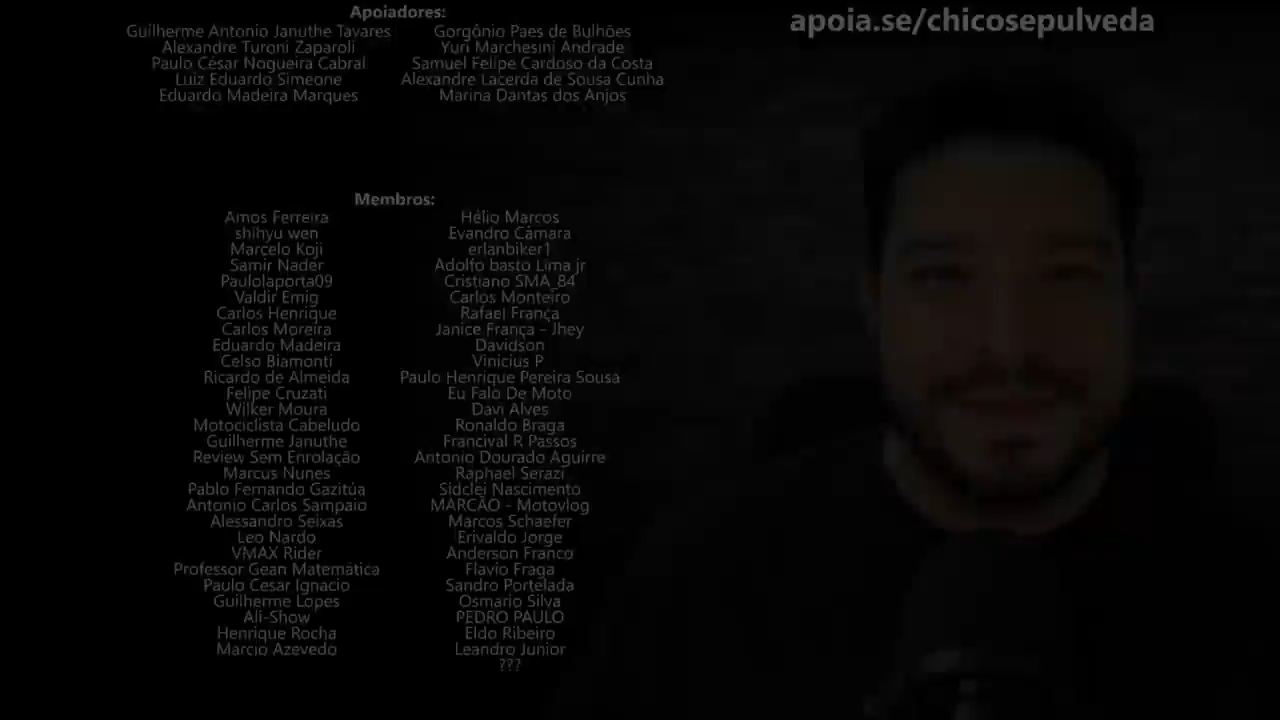 Apoiadores:
Guilherme Antonio Januthe Tavares
Alexandre Turoni Zaparoli
Paulo César Nogueira Cabral
Luiz Eduardo Simeone
Eduardo Madeira Marques
Gorgônio Paes de Bulhões
Yuri Marchesini Andrade
Samuel Felipe Cardoso da Costa
Alexandre Lacerda de Sousa Cunha
Marina Dantas dos Anjos
apoia.se/chicosepulveda
Membros:
Amos Ferreira
shihyu wen
Marcelo Koji
Samir Nader
Paulolaporta09
Valdir Emig
Carlos Henrique
Carlos Moreira
Eduardo Madeira
Celso Biamonti
Ricardo de Almeida
Felipe Cruzati
Wilker Moura
Motociclista Cabeludo
Guilherme Januthe
Review Sem Enrolação
Marcus Nunes
Pablo Fernando Gazitúa
Antonio Carlos Sampaio
Alessandro Seixas
Leo Nardo
VMAX Rider
Professor Gean Matemática
Paulo Cesar Ignacio
Guilherme Lopes
Ali-Show
Henrique Rocha
Marcio Azevedo
Hélio Marcos
Evandro Câmara
erlanbiker1
Adolfo basto Lima jr
Cristiano SMA_84
Carlos Monteiro
Rafael França
Janice França - Jhey
Davidson
Vinicius P
Paulo Henrique Pereira Sousa
Eu Falo De Moto
Davi Alves
Ronaldo Braga
Francival R Passos
Antonio Dourado Aguirre
Raphael Serazi
Sidclei Nascimento
MARCÃO - Motovlog
Marcos Schaefer
Erivaldo Jorge
Anderson Franco
Flavio Fraga
Sandro Portelada
Osmario Silva
PEDRO PAULO
Eldo Ribeiro
Leandro Junior
???